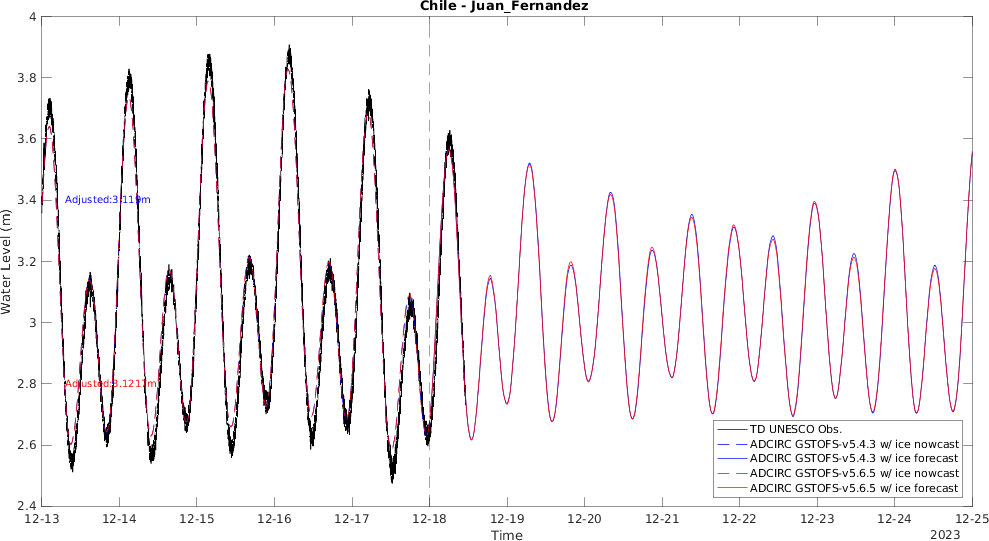 Chile - Juan_Fernandez
Water Level (m)
4
3.8
3.6
3.4
3.2
3
2.8
2.6
2.4
Adjusted:3.119m
Adjusted:3.1217m
TD UNESCO Obs.
ADCIRC GSTOFS-v5.4.3 w/ ice nowcast
ADCIRC GSTOFS-v5.4.3 w/ ice forecast
ADCIRC GSTOFS-v5.6.5 w/ ice nowcast
ADCIRC GSTOFS-v5.6.5 w/ ice forecast
12-13 12-14 12-15 12-16 12-17 12-18 12-19 12-20 12-21 12-22 12-23 12-24 12-25
Time
2023